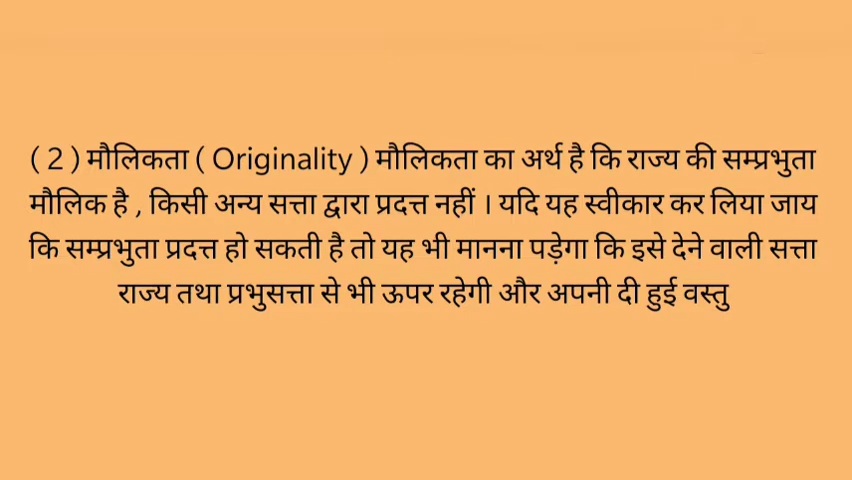 ( 2 ) मौलिकता ( Originality ) मौलिकता का अर्थ है कि राज्य की सम्प्रभुता
मौलिक है , किसी अन्य सत्ता द्वारा प्रदत्त नहीं । यदि यह स्वीकार कर लिया जाय
कि सम्प्रभुता प्रदत्त हो सकती है तो यह भी मानना पड़ेगा कि इसे देने वाली सत्ता
राज्य तथा प्रभुसत्ता से भी ऊपर रहेगी और अपनी दी हुई वस्तु